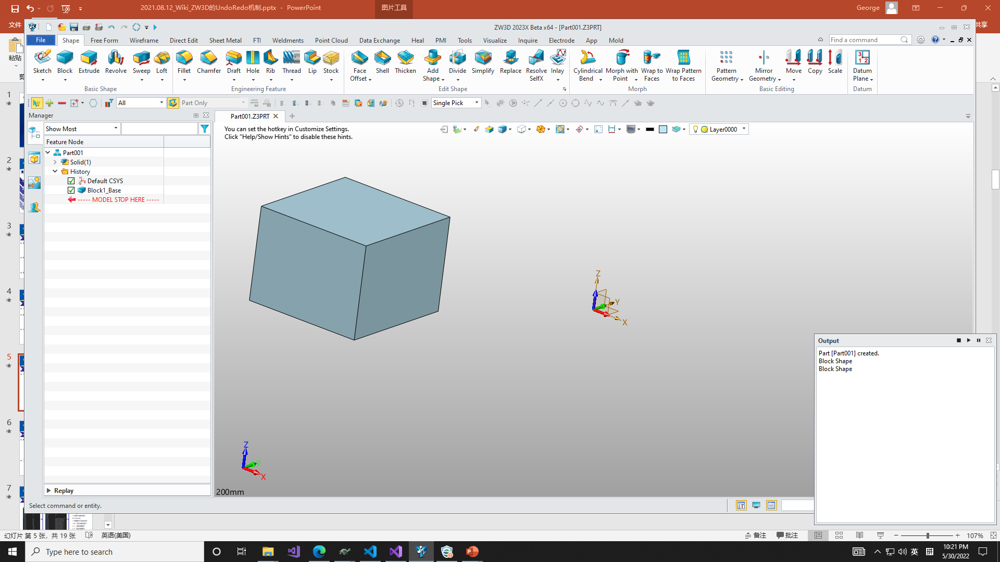 2021.08.12_Wiki_ZW3D的UndoRedo机制.pptx - PowerPoint
图片工具
George
文件
共享
ZW3D 2023X Beta x64 - [Part001.Z3PRT]
File Shape Free Form Wireframe Direct Edit Sheet Metal FTI Weldments Point Cloud Data Exchange Heal PMI Tools Visualize Inquire Electrode App Mold
Find a command
粘贴
Sketch Block Extrude Revolve Sweep Loft
Basic Shape
Fillet Chamfer Draft Hole Rib Thread Lip Stock
Engineering Feature
Face Offset Shell Thicken Add Shape Divide Simplify Replace Resolve SelfX Inlay
Edit Shape
Cylindrical Bend Morph with Point Wrap to Faces Wrap Pattern to Faces
Morph
Pattern Geometry Mirror Geometry Move Copy Scale
Basic Editing
Datum Plane
Datum
All
Part Only
Single Pick
Manager
Part001.Z3PRT
Show Most
You can set the hotkey in Customize Settings.
Click "Help/Show Hints" to disable these hints.
Layer0000
Feature Node
Part001
Solid(1)
History
Default CSYS
Block1_Base
----- MODEL STOP HERE -----
Z
Y
X
Z
Y
X
200mm
Replay
Select command or entity.
Output
Part [Part001] created.
Block Shape
Block Shape
1
2
3
4
5
6
7
幻灯片 第 5 张，共 19 张
英语(美国)
备注
批注
107%
Type here to search
英
拼
10:21 PM
5/30/2022